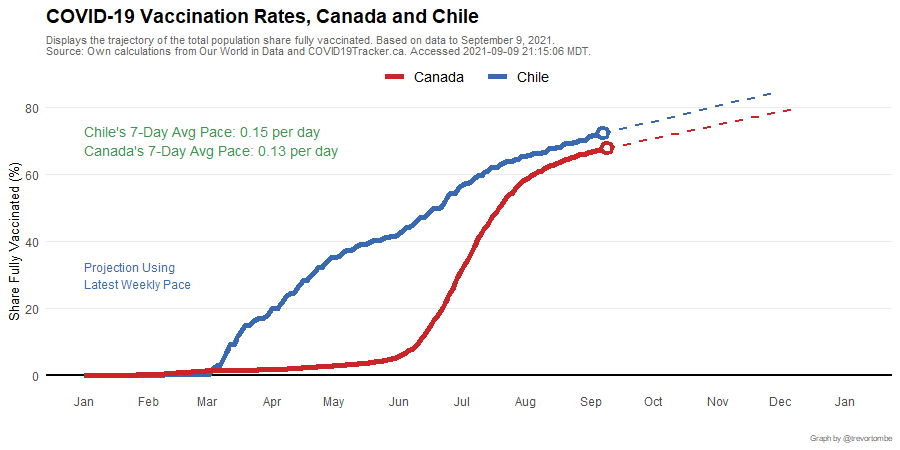 COVID-19 Vaccination Rates, Canada and Chile
Displays the trajectory of the total population share fully vaccinated. Based on data to September 9, 2021.
Source: Own calculations from Our World in Data and COVID19Tracker.ca. Accessed 2021-09-09 21:15:06 MDT.
Canada Chile
Chile's 7-Day Avg Pace: 0.15 per day
Canada's 7-Day Avg Pace: 0.13 per day
Projection Using
Latest Weekly Pace
Share Fully Vaccinated (%)
80
60
40
20
0
Jan Feb Mar Apr May Jun Jul Aug Sep Oct Nov Dec Jan
Graph by @trevortombe